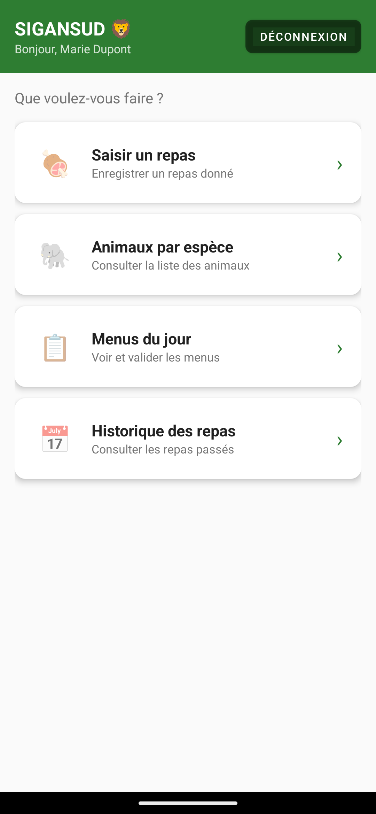 SIGANSUD 🦁
Bonjour, Marie Dupont
DÉCONNEXION
Que voulez-vous faire ?
Saisir un repas
Enregistrer un repas donné
›
Animaux par espèce
Consulter la liste des animaux
›
Menus du jour
Voir et valider les menus
›
July
17
Historique des repas
Consulter les repas passés
›